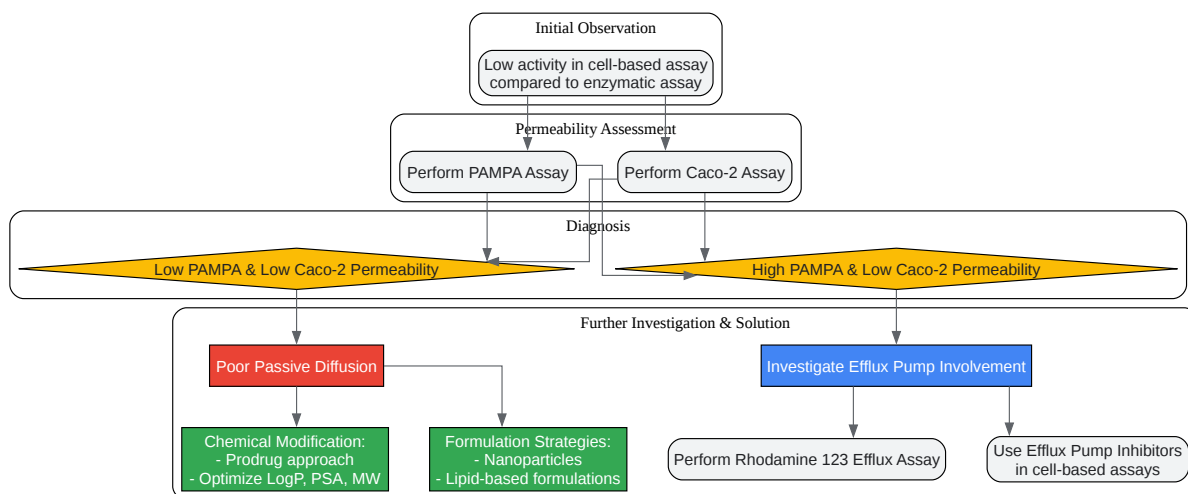 Initial Observation
Low activity in cell-based assay
compared to enzymatic assay
Permeability Assessment
Perform PAMPA Assay
Perform Caco-2 Assay
Diagnosis
Low PAMPA & Low Caco-2 Permeability
High PAMPA & Low Caco-2 Permeability
Further Investigation & Solution
Poor Passive Diffusion
Investigate Efflux Pump Involvement
Chemical Modification:
- Prodrug approach
- Optimize LogP, PSA, MW
Formulation Strategies:
- Nanoparticles
- Lipid-based formulations
Perform Rhodamine 123 Efflux Assay
Use Efflux Pump Inhibitors
in cell-based assays